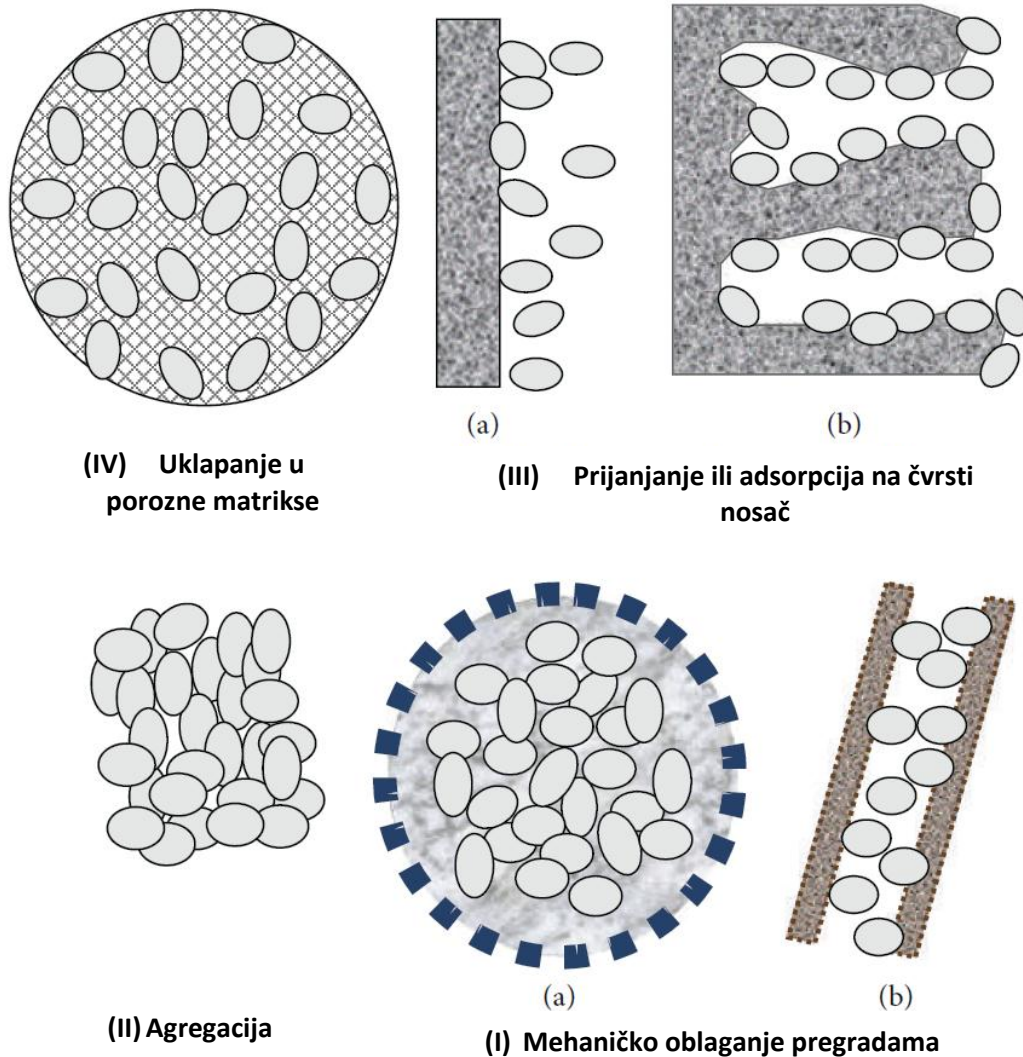 (a)
(b)
(IV) Uklapanje u
porozne matrikse
(III) Prijanjanje ili adsorpcija na čvrsti
nosač
(a)
(b)
(II) Agregacija
(I) Mehaničko oblaganje pregradama